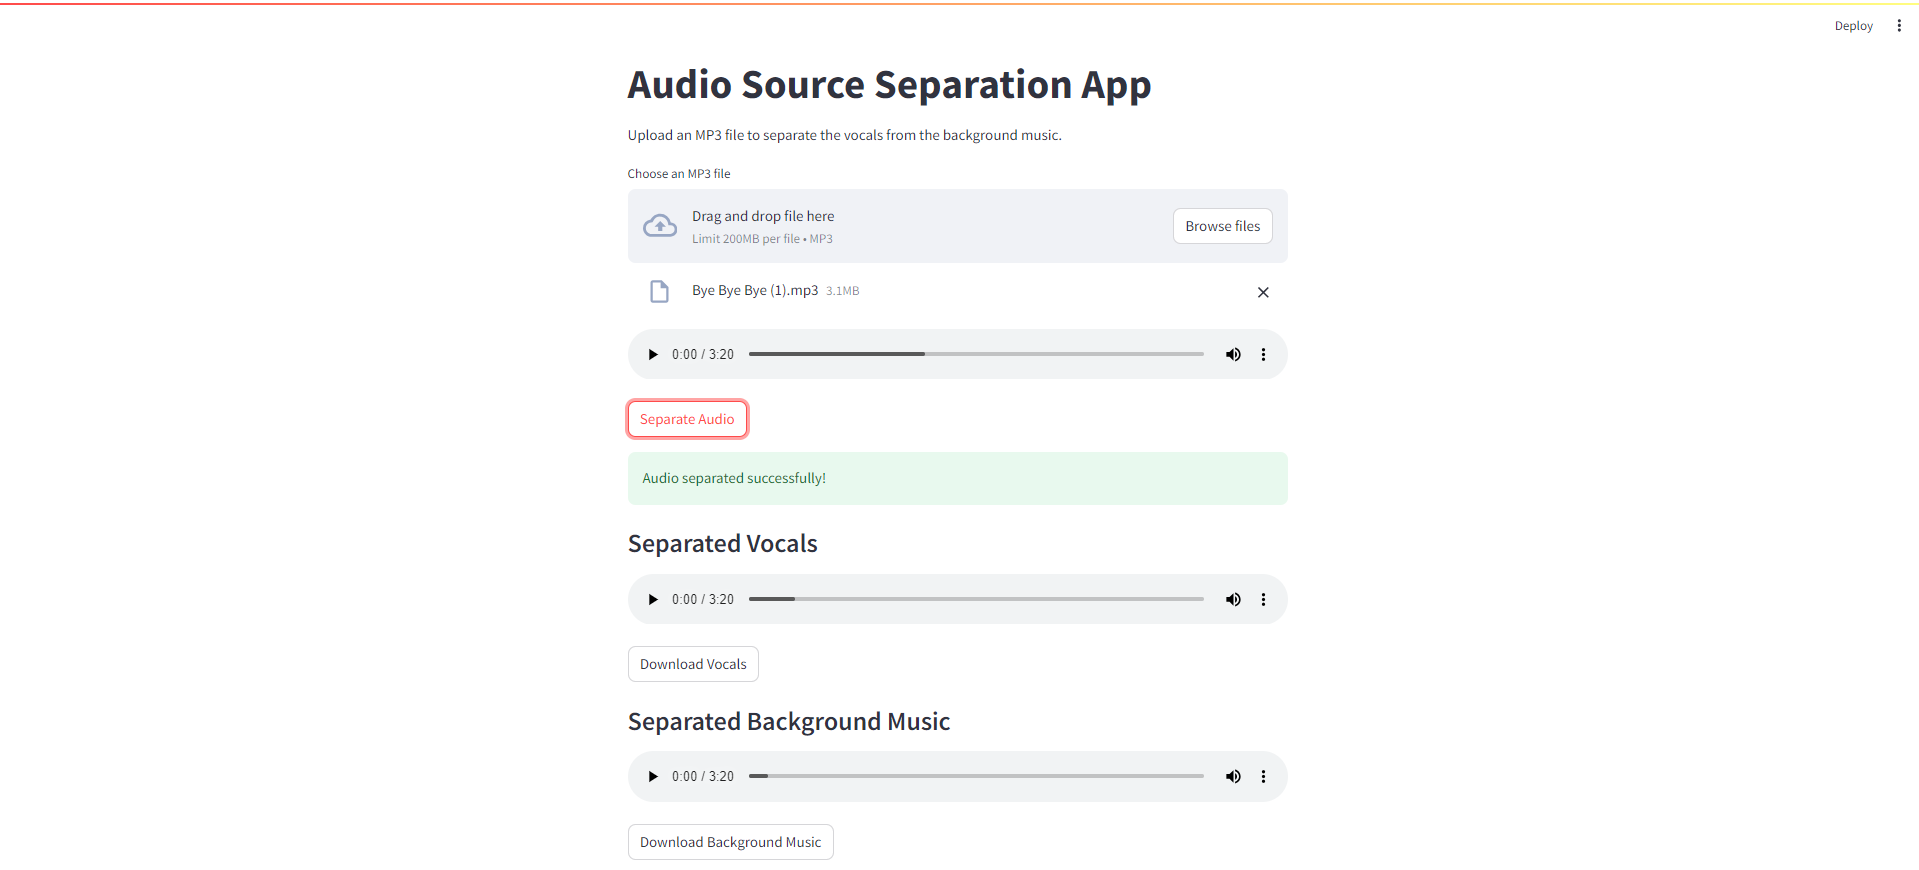 Deploy
Audio Source Separation App
Upload an MP3 file to separate the vocals from the background music.
Choose an MP3 file
Drag and drop file here
Limit 200MB per file • MP3
Browse files
Bye Bye Bye (1).mp3 3.1MB
0:00 / 3:20
Separate Audio
Audio separated successfully!
Separated Vocals
0:00 / 3:20
Download Vocals
Separated Background Music
0:00 / 3:20
Download Background Music